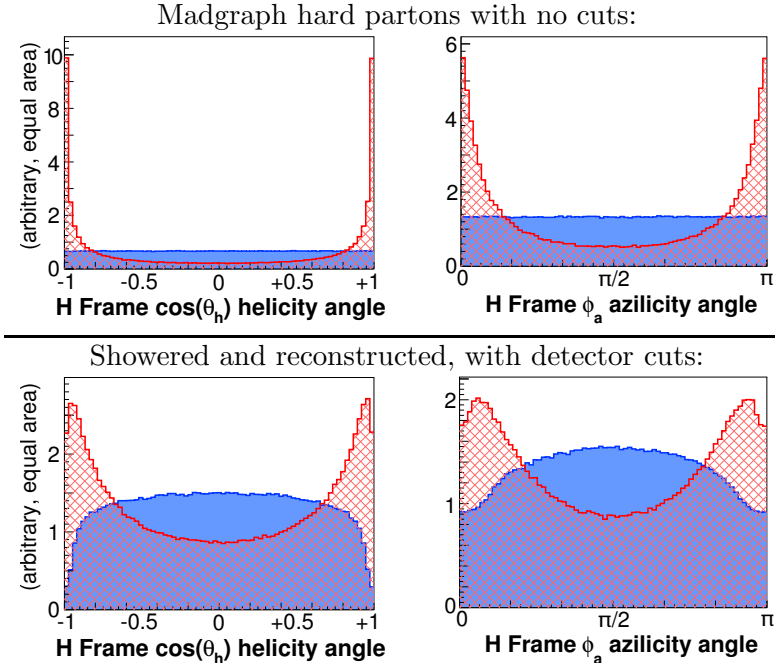 Madgraph hard partons with no cuts:
(arbitrary, equal area)
10
8
6
4
2
0
-1 -0.5 0 +0.5 +1
H Frame cos(θh) helicity angle
6
4
2
0
0 π/2 π
H Frame ϕa azilicity angle
Showered and reconstructed, with detector cuts:
(arbitrary, equal area)
2
1
0
-1 -0.5 0 +0.5 +1
H Frame cos(θh) helicity angle
2
1
0
0 π/2 π
H Frame ϕa azilicity angle